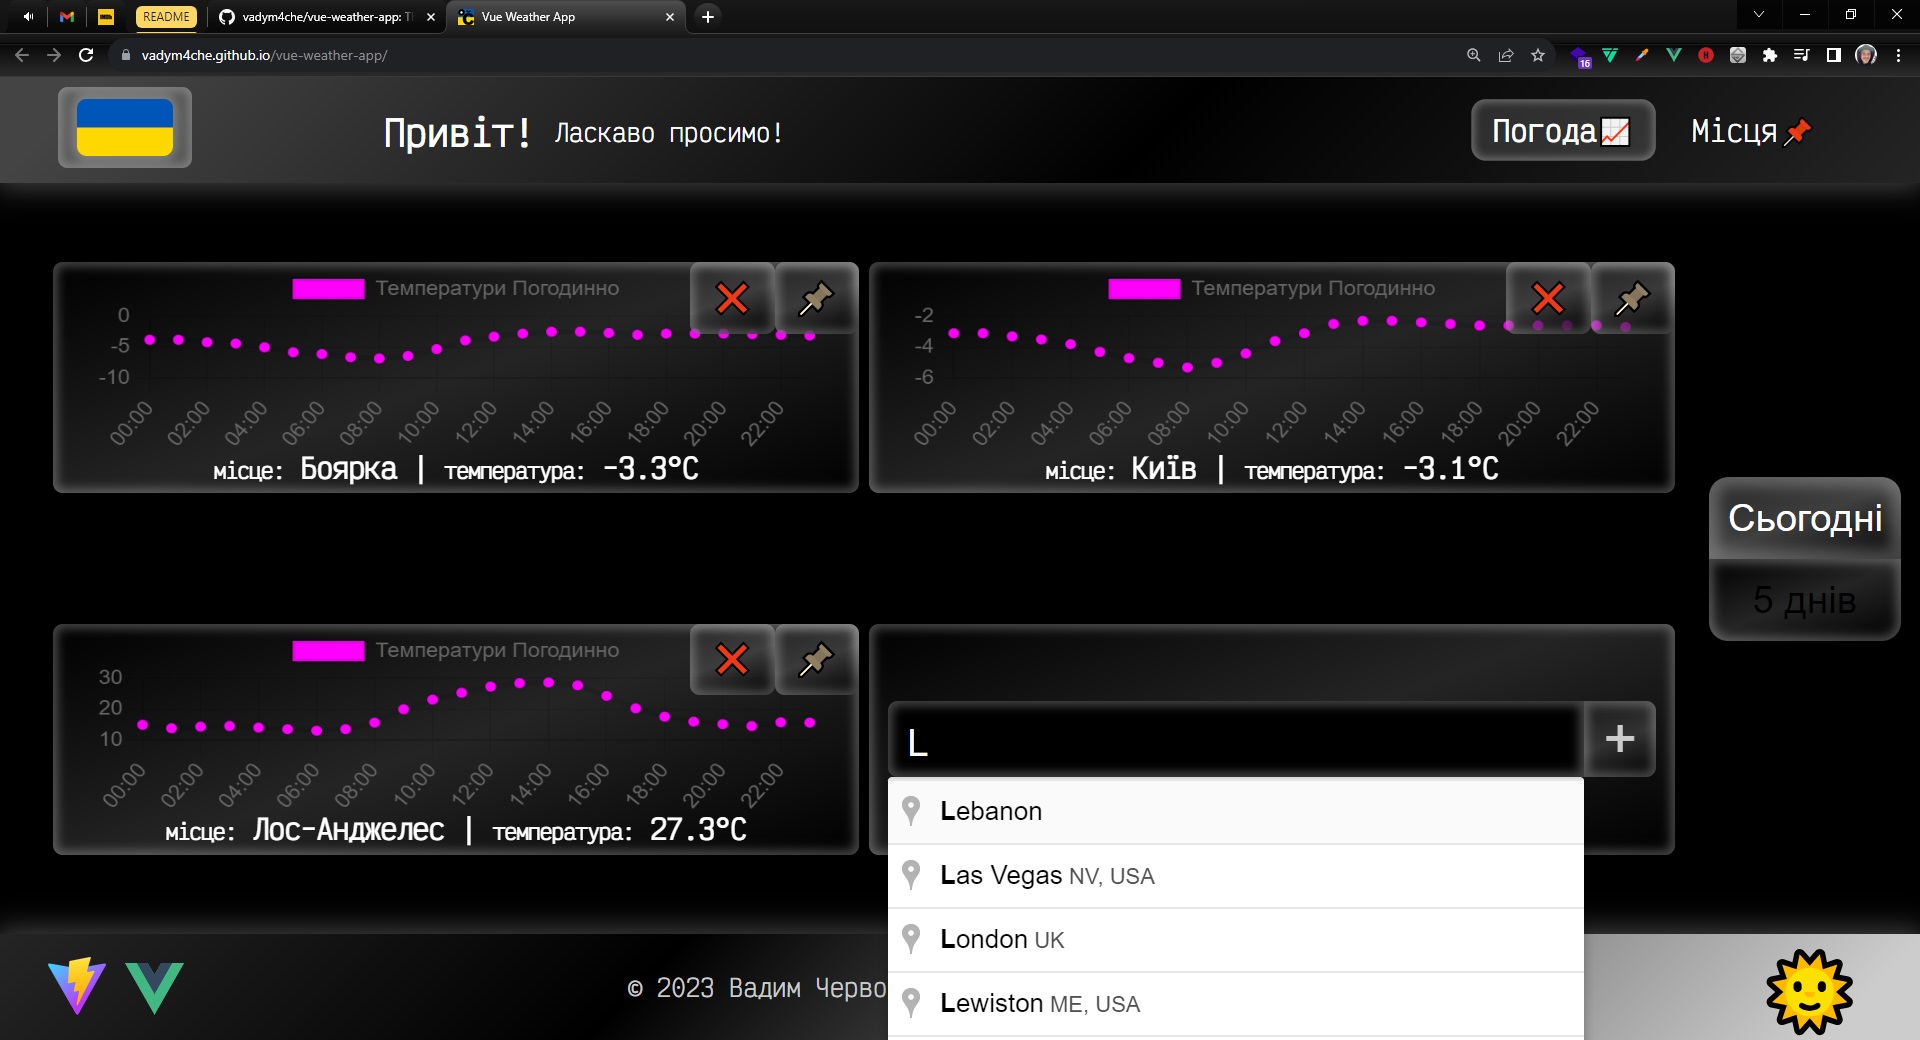 README
vadym4che/vue-weather-app: T
Vue Weather App
vadym4che.github.io/vue-weather-app/
16
Привіт! Ласкаво просимо!
Погода
Місця
Температури Погодинно
0
-5
-10
00:00 02:00 04:00 06:00 08:00 10:00 12:00 14:00 16:00 18:00 20:00 22:00
місце: Боярка | температура: -3.3°C
Температури Погодинно
-2
-4
-6
00:00 02:00 04:00 06:00 08:00 10:00 12:00 14:00 16:00 18:00 20:00 22:00
місце: Київ | температура: -3.1°C
Сьогодні
5 днів
Температури Погодинно
30
20
10
00:00 02:00 04:00 06:00 08:00 10:00 12:00 14:00 16:00 18:00 20:00 22:00
місце: Лос-Анджелес | температура: 27.3°C
L
+
Lebanon
Las Vegas NV, USA
London UK
Lewiston ME, USA
© 2023 Вадим Черво